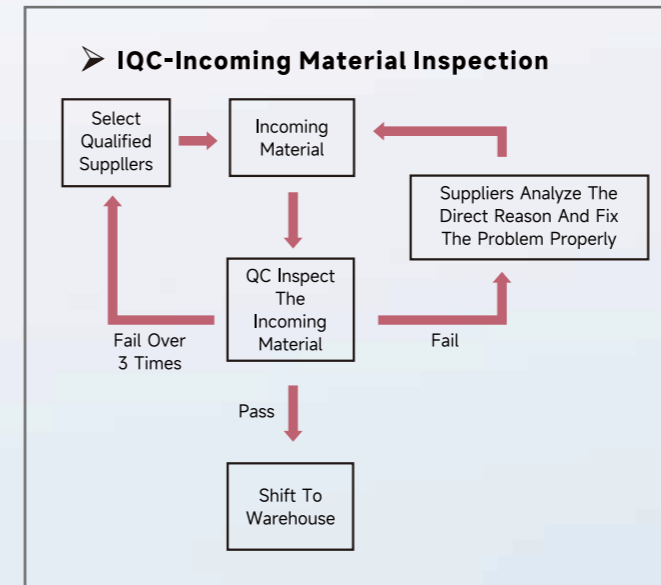 ➢ IQC-Incoming Material Inspection
Select
Qualified
Suppllers
Incoming
Material
Suppliers Analyze The
Direct Reason And Fix
The Problem Properly
QC Inspect
The
Incoming
Material
Fail Over
3 Times
Fail
Pass
Shift To
Warehouse